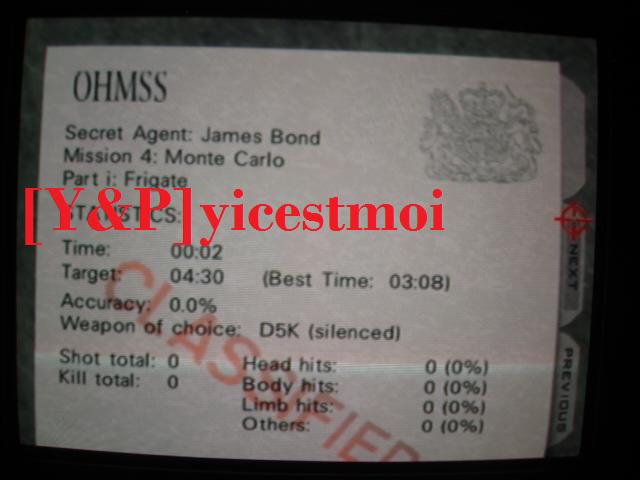 OHMSS
Secret Agent: James Bond
Mission 4: Monte Carlo
Part i: Frigate
[Y&P]yicestmoi
STATISTICS:
Time: 00:02
Target: 04:30 (Best Time: 03:08)
Accuracy: 0.0%
Weapon of choice: D5K (silenced)
Shot total: 0 Head hits: 0 (0%)
Kill total: 0 Body hits: 0 (0%)
Limb hits: 0 (0%)
Others: 0 (0%)
CLASSIFIED
NEXT
PREVIOUS